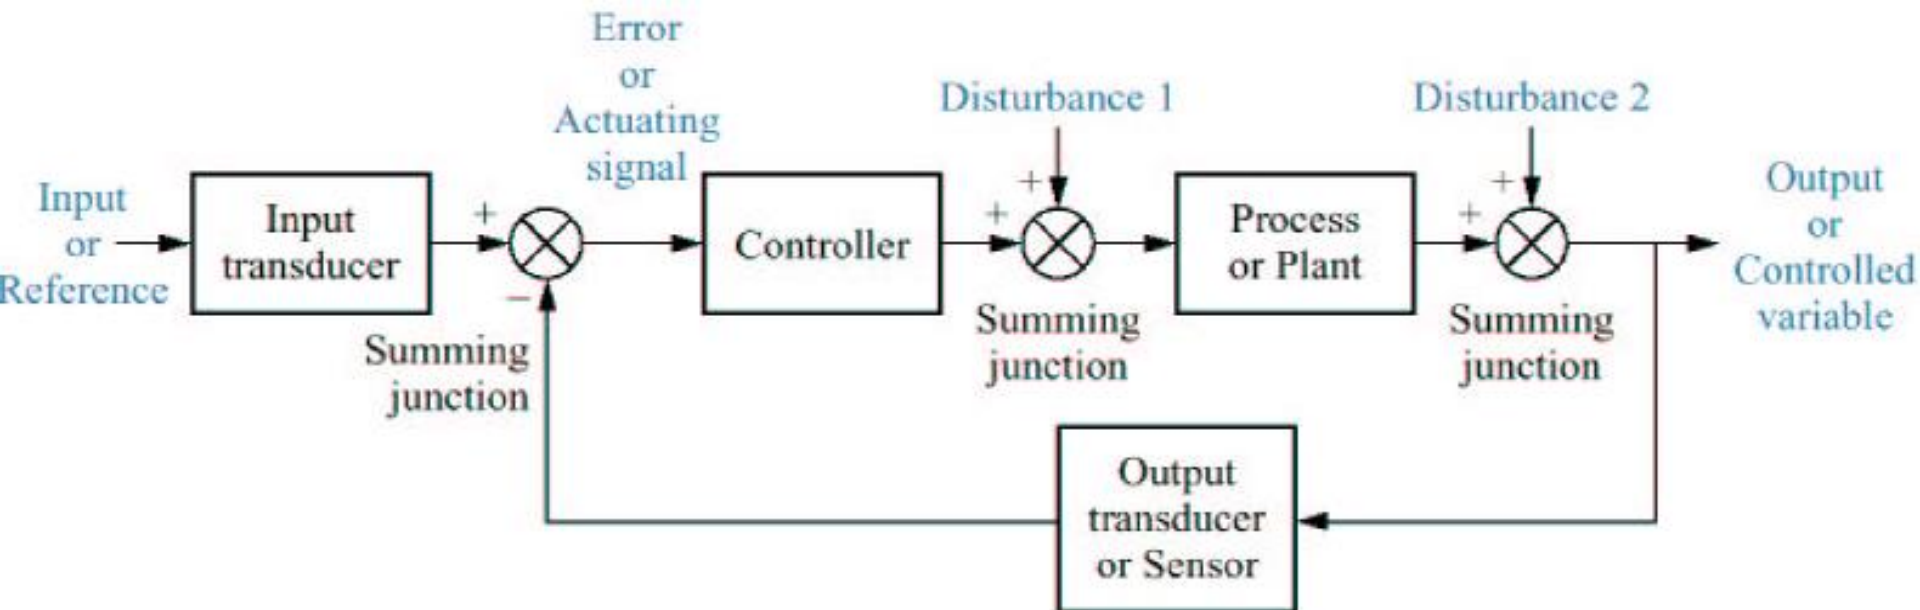 Error
or
Actuating
signal
Disturbance 1
Disturbance 2
Input
or
Reference
Input
transducer
+
−
Summing
junction
Controller
+
+
Summing
junction
Process
or Plant
+
+
Summing
junction
Output
or
Controlled
variable
Output
transducer
or Sensor